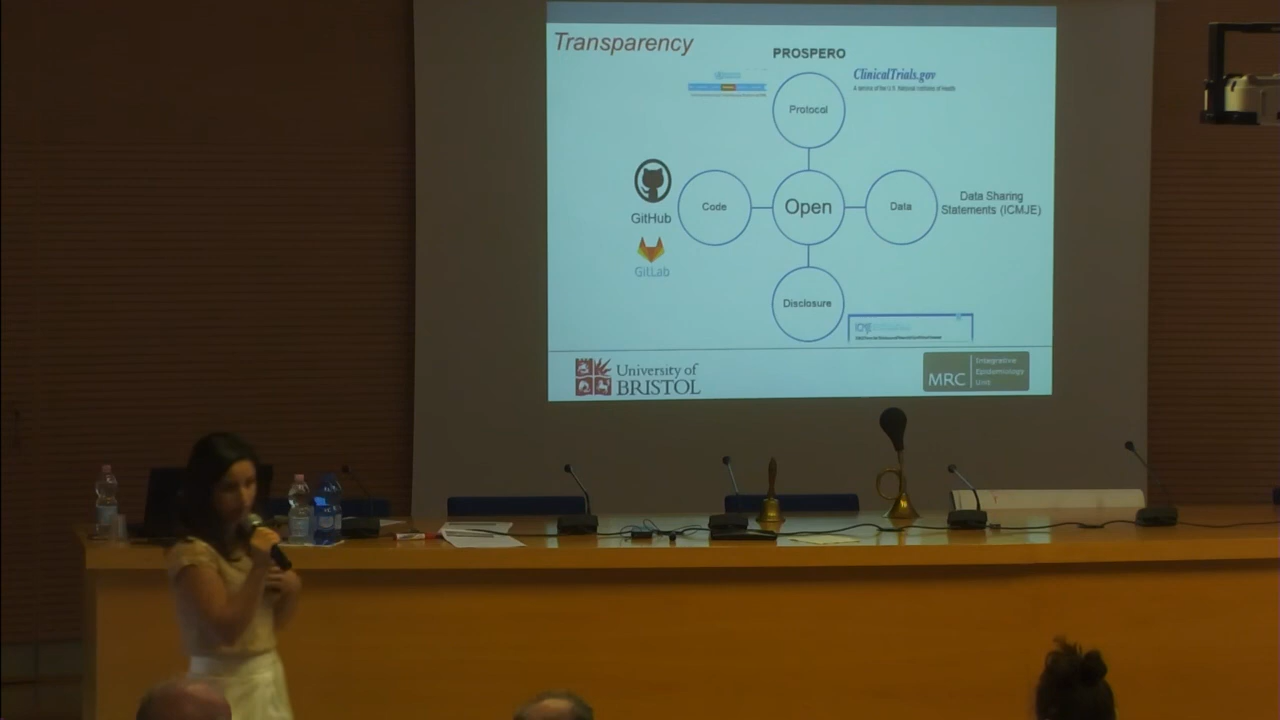 Transparency
PROSPERO
ClinicalTrials.gov
A service of the U.S. National Institutes of Health
Protocol
GitHub
Code
Open
Data
Data Sharing
Statements (ICMJE)
GitLab
Disclosure
University of
BRISTOL
MRC
Integrative
Epidemiology
Unit